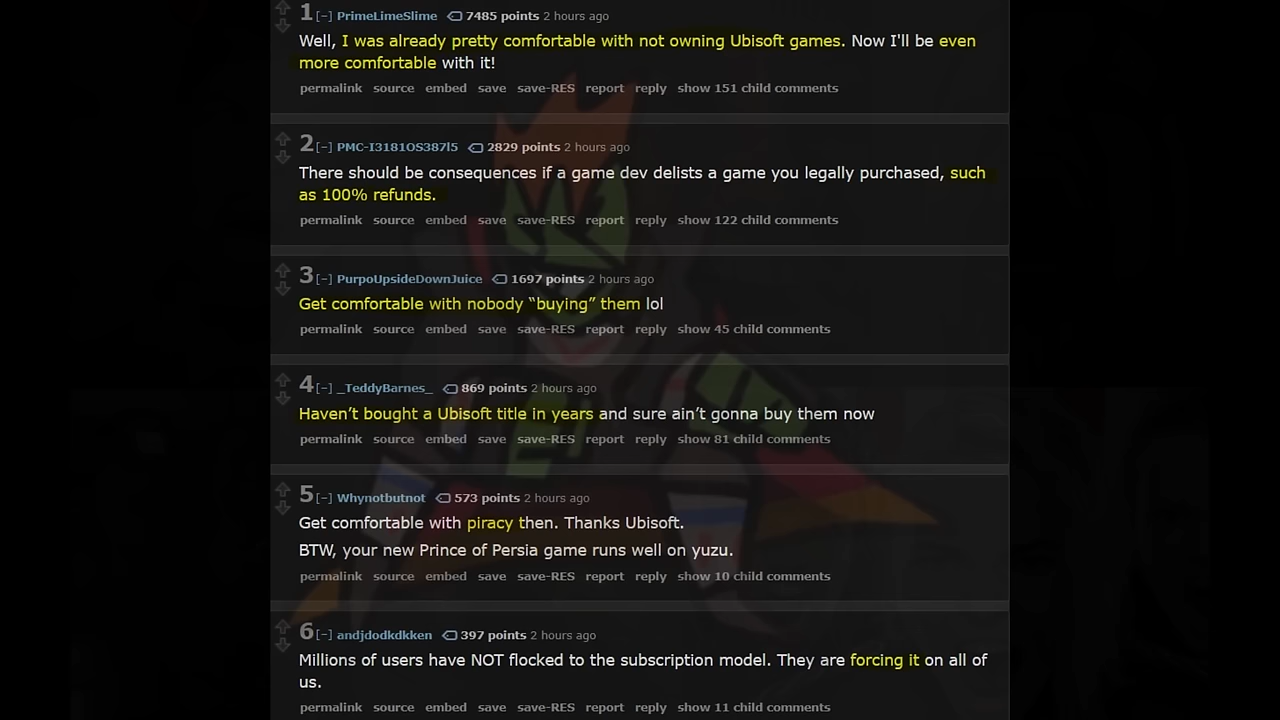 1 [–] PrimeLimeSlime 7485 points 2 hours ago
Well, I was already pretty comfortable with not owning Ubisoft games. Now I'll be even
more comfortable with it!
permalink source embed save save-RES report reply show 151 child comments
2 [–] PMC-I3181OS387l5 2829 points 2 hours ago
There should be consequences if a game dev delists a game you legally purchased, such
as 100% refunds.
permalink source embed save save-RES report reply show 122 child comments
3 [–] PurpoUpsideDownJuice 1697 points 2 hours ago
Get comfortable with nobody “buying” them lol
permalink source embed save save-RES report reply show 45 child comments
4 [–] _TeddyBarnes_ 869 points 2 hours ago
Haven’t bought a Ubisoft title in years and sure ain’t gonna buy them now
permalink source embed save save-RES report reply show 81 child comments
5 [–] Whynotbutnot 573 points 2 hours ago
Get comfortable with piracy then. Thanks Ubisoft.
BTW, your new Prince of Persia game runs well on yuzu.
permalink source embed save save-RES report reply show 10 child comments
6 [–] andjdodkdkken 397 points 2 hours ago
Millions of users have NOT flocked to the subscription model. They are forcing it on all of
us.
permalink source embed save save-RES report reply show 11 child comments